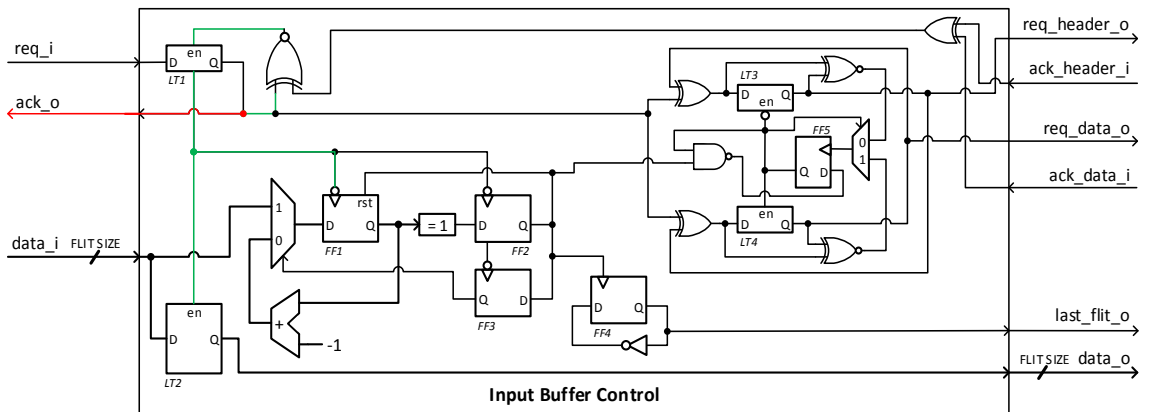 req_header_o
req_i
en
D Q
LT1
ack_header_i
LT3
D Q
en
ack_o
req_data_o
FF5
0
1
Q D
ack_data_i
rst
D Q
FF1
1
0
= 1
D Q
FF2
en
D Q
LT4
data_i FLITSIZE
Q D
FF3
D Q
FF4
en
D Q
LT2
+
-1
last_flit_o
FLITSIZE data_o
Input Buffer Control